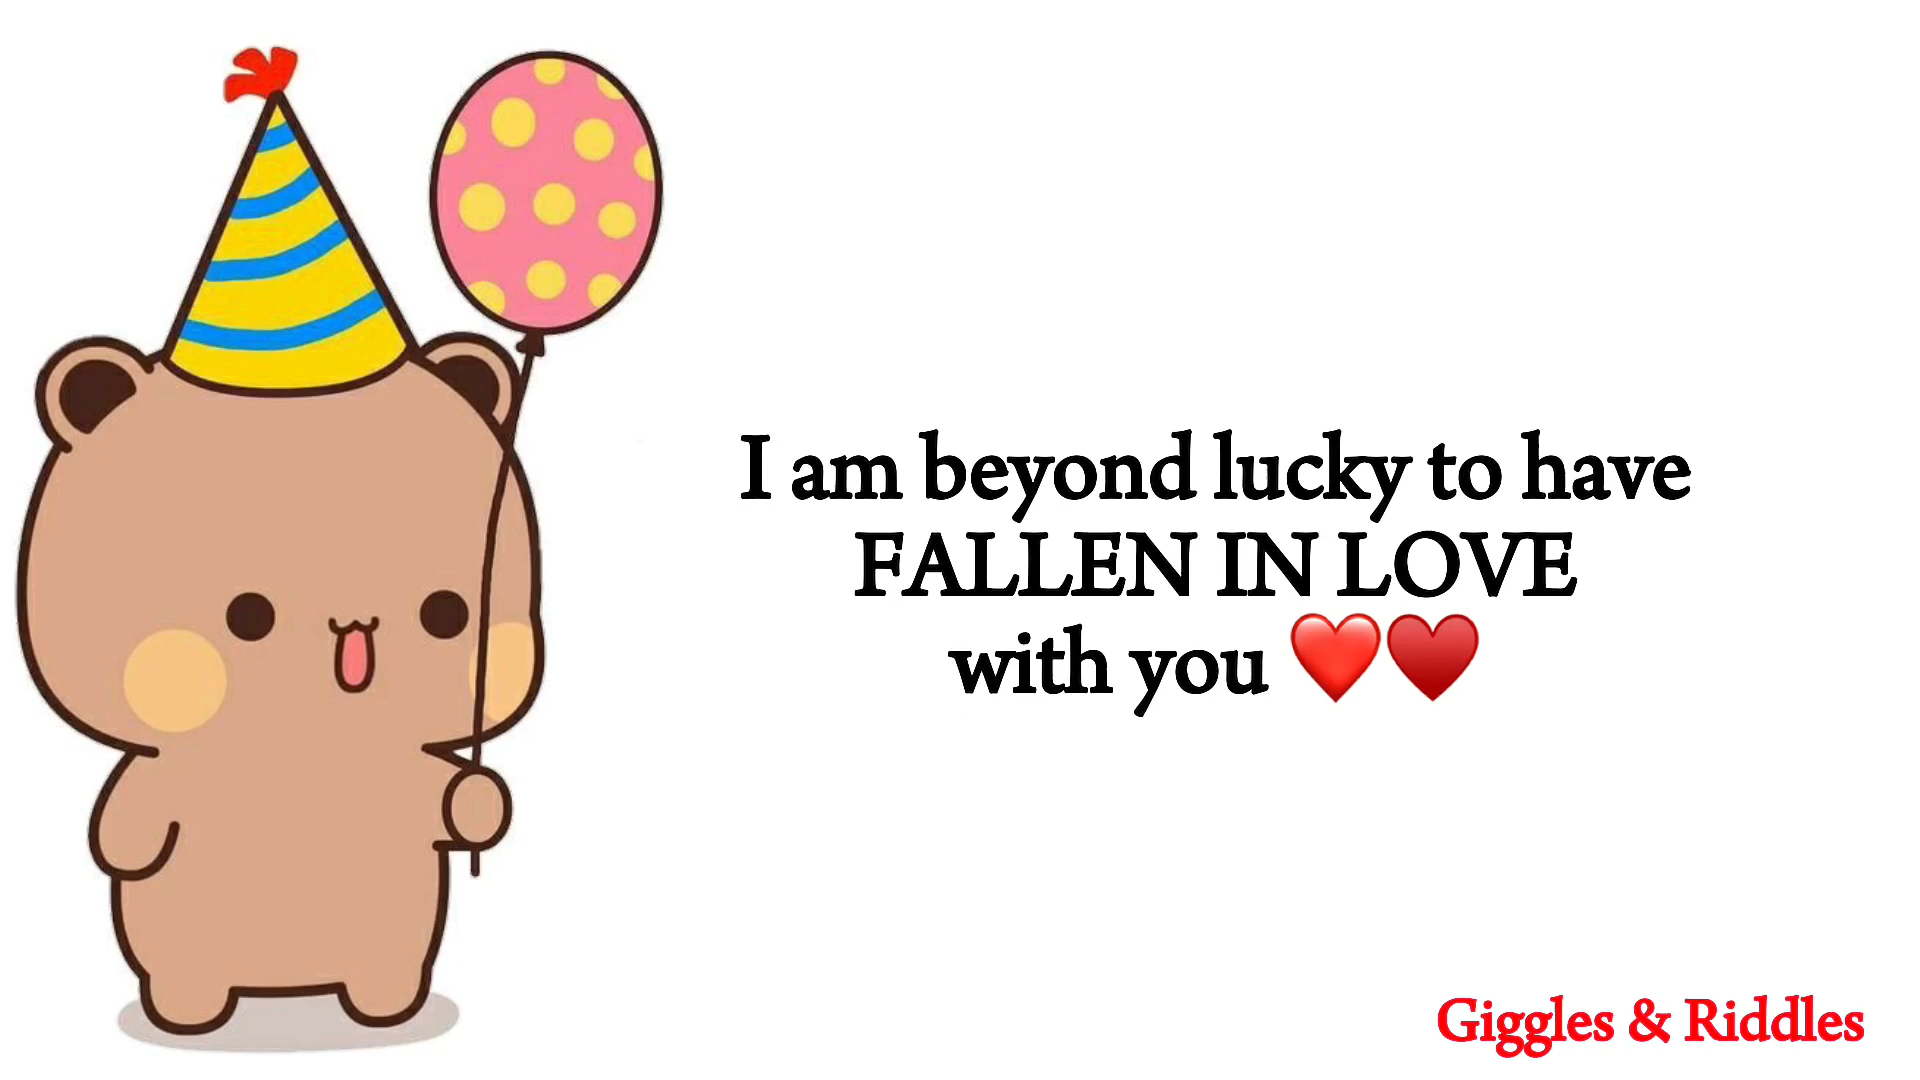 I am beyond lucky to have
FALLEN IN LOVE
with you ❤️♥️
Giggles & Riddles